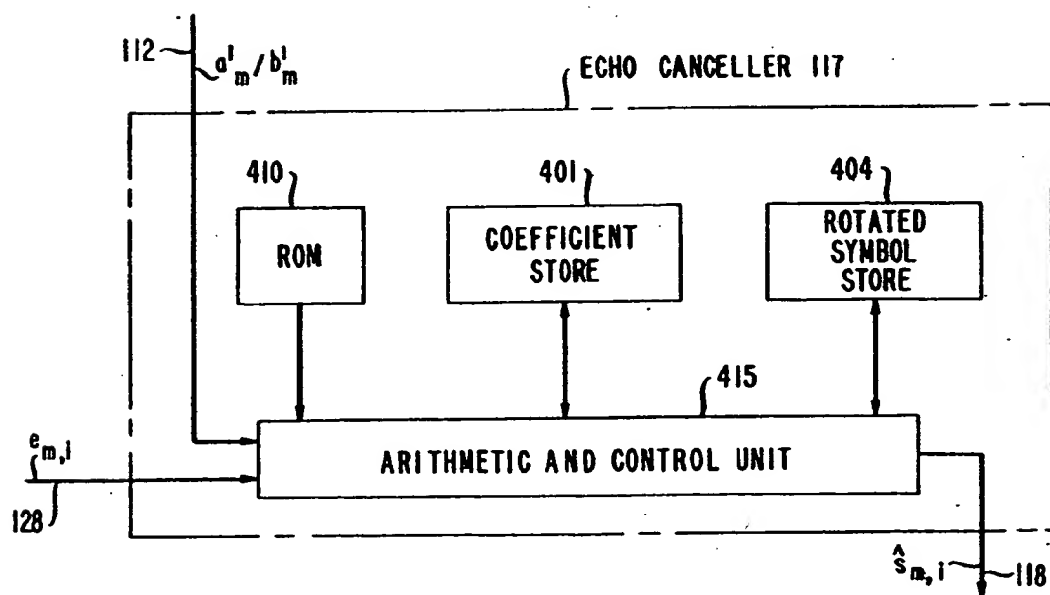 112
a'm/b'm
ECHO CANCELLER 117
410
401
404
ROM
COEFFICIENT
STORE
ROTATED
SYMBOL
STORE
415
em,i
ARITHMETIC AND CONTROL UNIT
128
ŝm,i
118